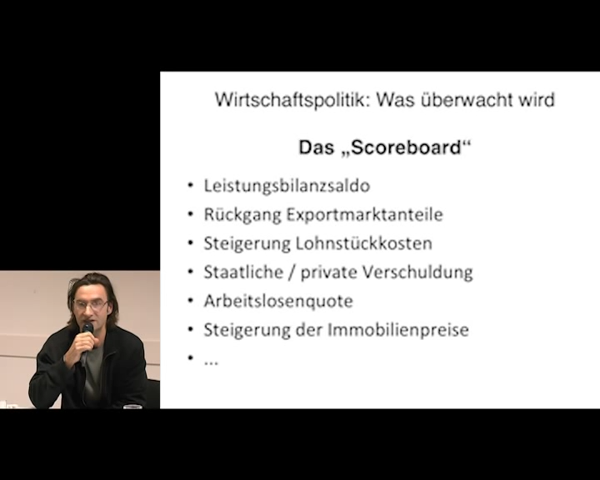 Wirtschaftspolitik: Was überwacht wird
Das „Scoreboard“
• Leistungsbilanzsaldo
• Rückgang Exportmarktanteile
• Steigerung Lohnstückkosten
• Staatliche / private Verschuldung
• Arbeitslosenquote
• Steigerung der Immobilienpreise
• ...